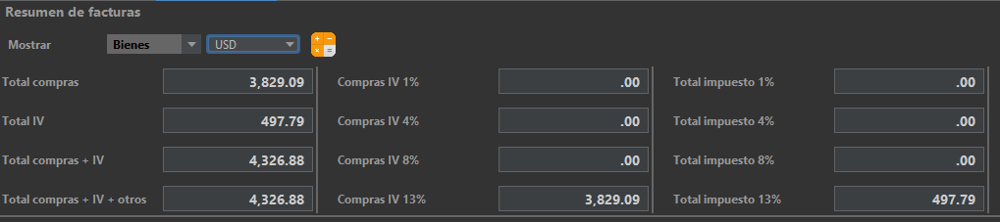 Resumen de facturas
Mostrar Bienes USD
Total compras 3,829.09 Compras IV 1% .00 Total impuesto 1% .00
Total IV 497.79 Compras IV 4% .00 Total impuesto 4% .00
Total compras + IV 4,326.88 Compras IV 8% .00 Total impuesto 8% .00
Total compras + IV + otros 4,326.88 Compras IV 13% 3,829.09 Total impuesto 13% 497.79